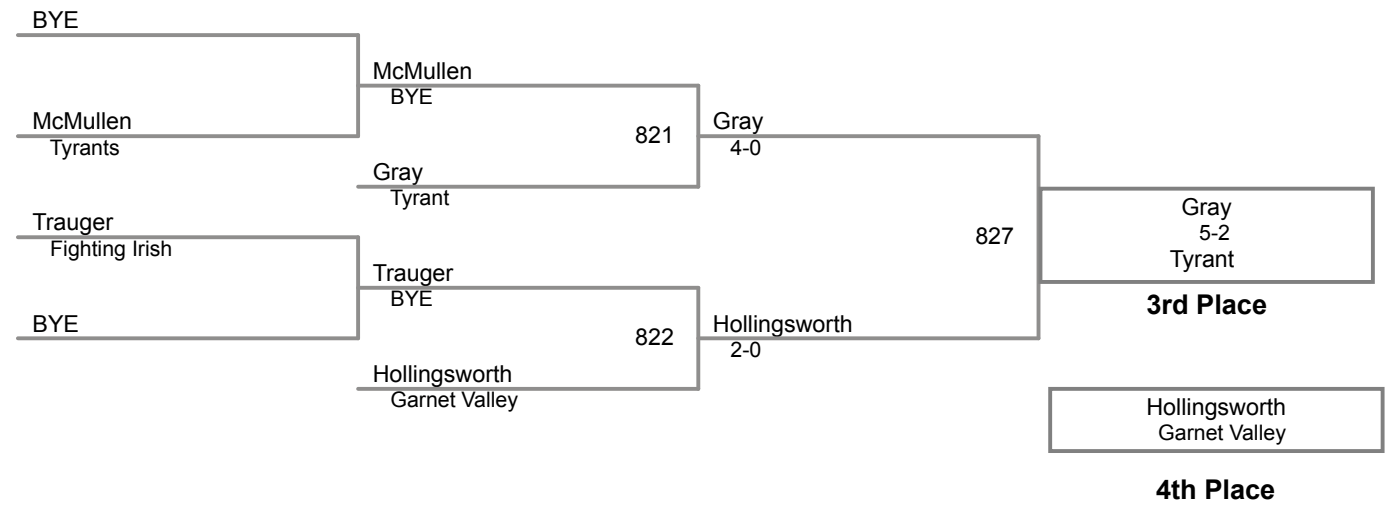 BYE
McMullen
BYE
McMullen
Tyrants
821
Gray
4-0
Gray
Tyrant
Trauger
Fighting Irish
827
Gray
5-2
Tyrant
3rd Place
Trauger
BYE
BYE
822
Hollingsworth
2-0
Hollingsworth
Garnet Valley
Hollingsworth
Garnet Valley
4th Place